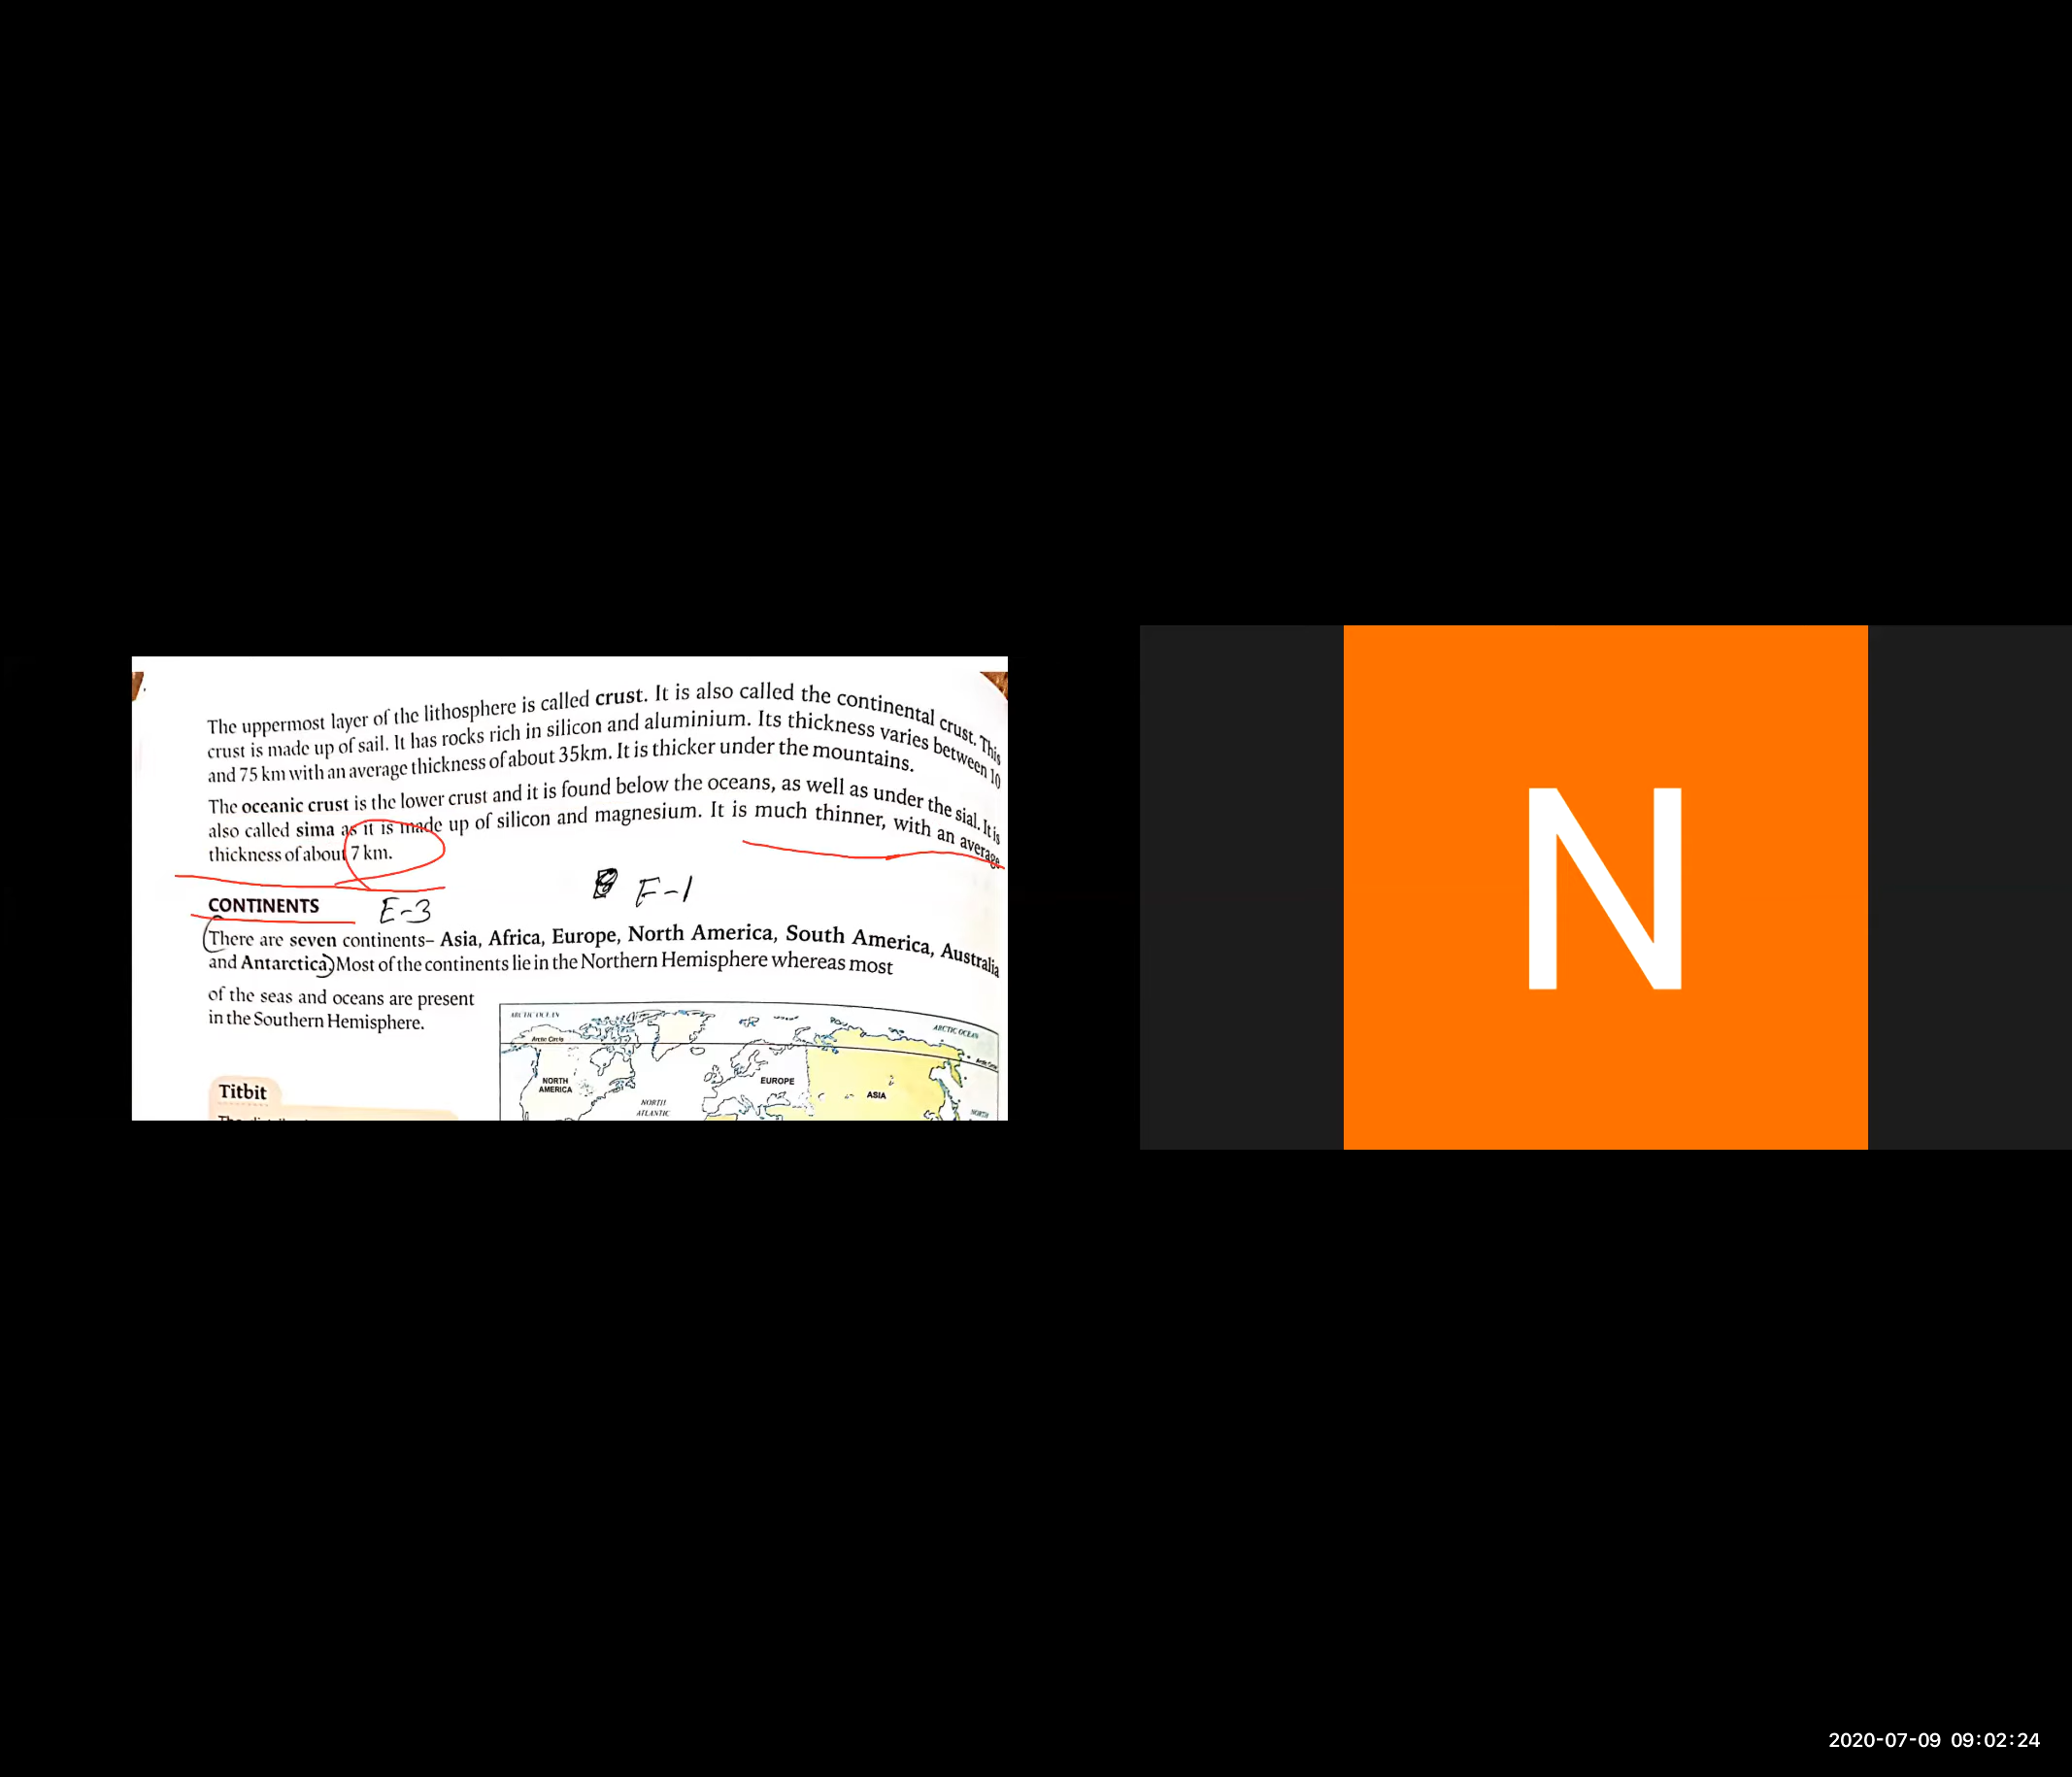 The uppermost layer of the lithosphere is called crust. It is also called the continental crust. This
crust is made up of sail. It has rocks rich in silicon and aluminium. Its thickness varies between 10
and 75 km with an average thickness of about 35km. It is thicker under the mountains.
The oceanic crust is the lower crust and it is found below the oceans, as well as under the sial. It is
also called sima as it is made up of silicon and magnesium. It is much thinner, with an average
thickness of about 7 km.
E-1
CONTINENTS E-3
There are seven continents– Asia, Africa, Europe, North America, South America, Australia
and Antarctica. Most of the continents lie in the Northern Hemisphere whereas most
of the seas and oceans are present
in the Southern Hemisphere.
ARCTIC OCEAN
ARCTIC OCEAN
Arctic Circle
Arctic Circle
NORTH
AMERICA
EUROPE
ASIA
NORTH
ATLANTIC
NORTH
Titbit
N
2020-07-09 09:02:24